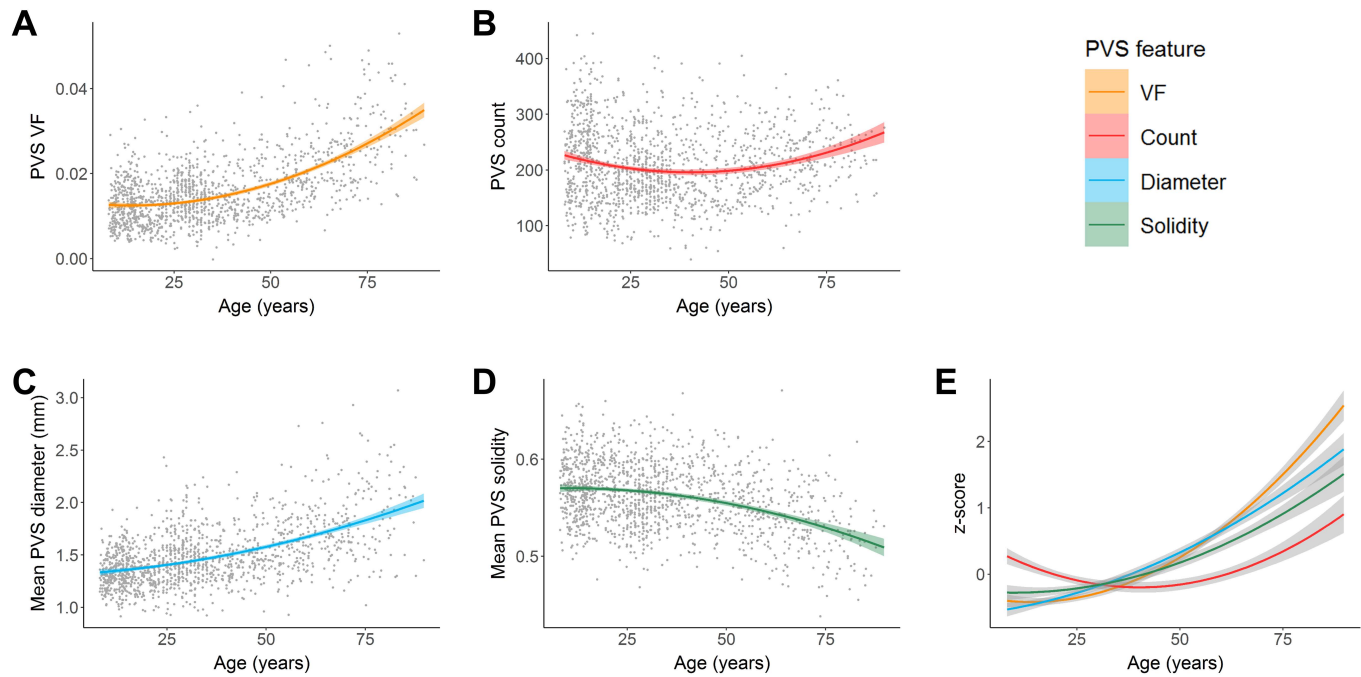 A
PVS VF
0.04
0.02
0.00
25
50
75
Age (years)
B
PVS count
400
300
200
100
25
50
75
Age (years)
PVS feature
VF
Count
Diameter
Solidity
C
Mean PVS diameter (mm)
3.0
2.5
2.0
1.5
1.0
25
50
75
Age (years)
D
Mean PVS solidity
0.6
0.5
25
50
75
Age (years)
E
z-score
2
1
0
25
50
75
Age (years)